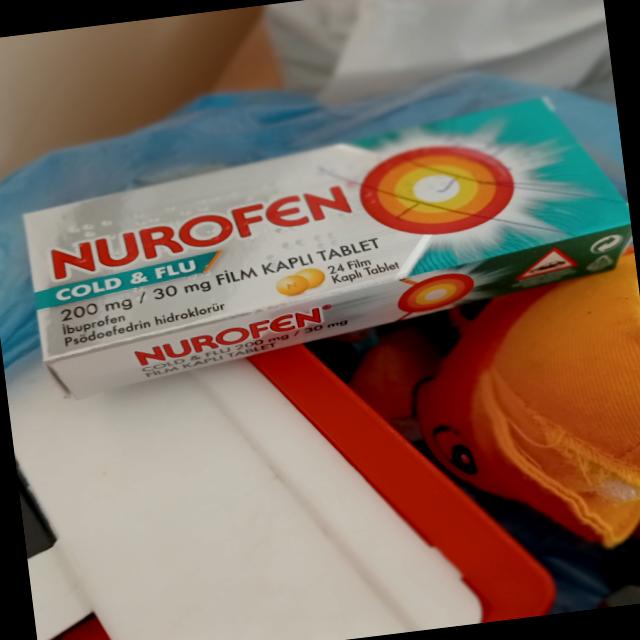 NUROFEN
COLD & FLU
200 mg / 30 mg FİLM KAPLI TABLET
İbuprofen
Psödoefedrin hidroklorür
24 Film
Kaplı Tablet
NUROFEN
COLD & FLU 200 mg / 30 mg
FİLM KAPLI TABLET